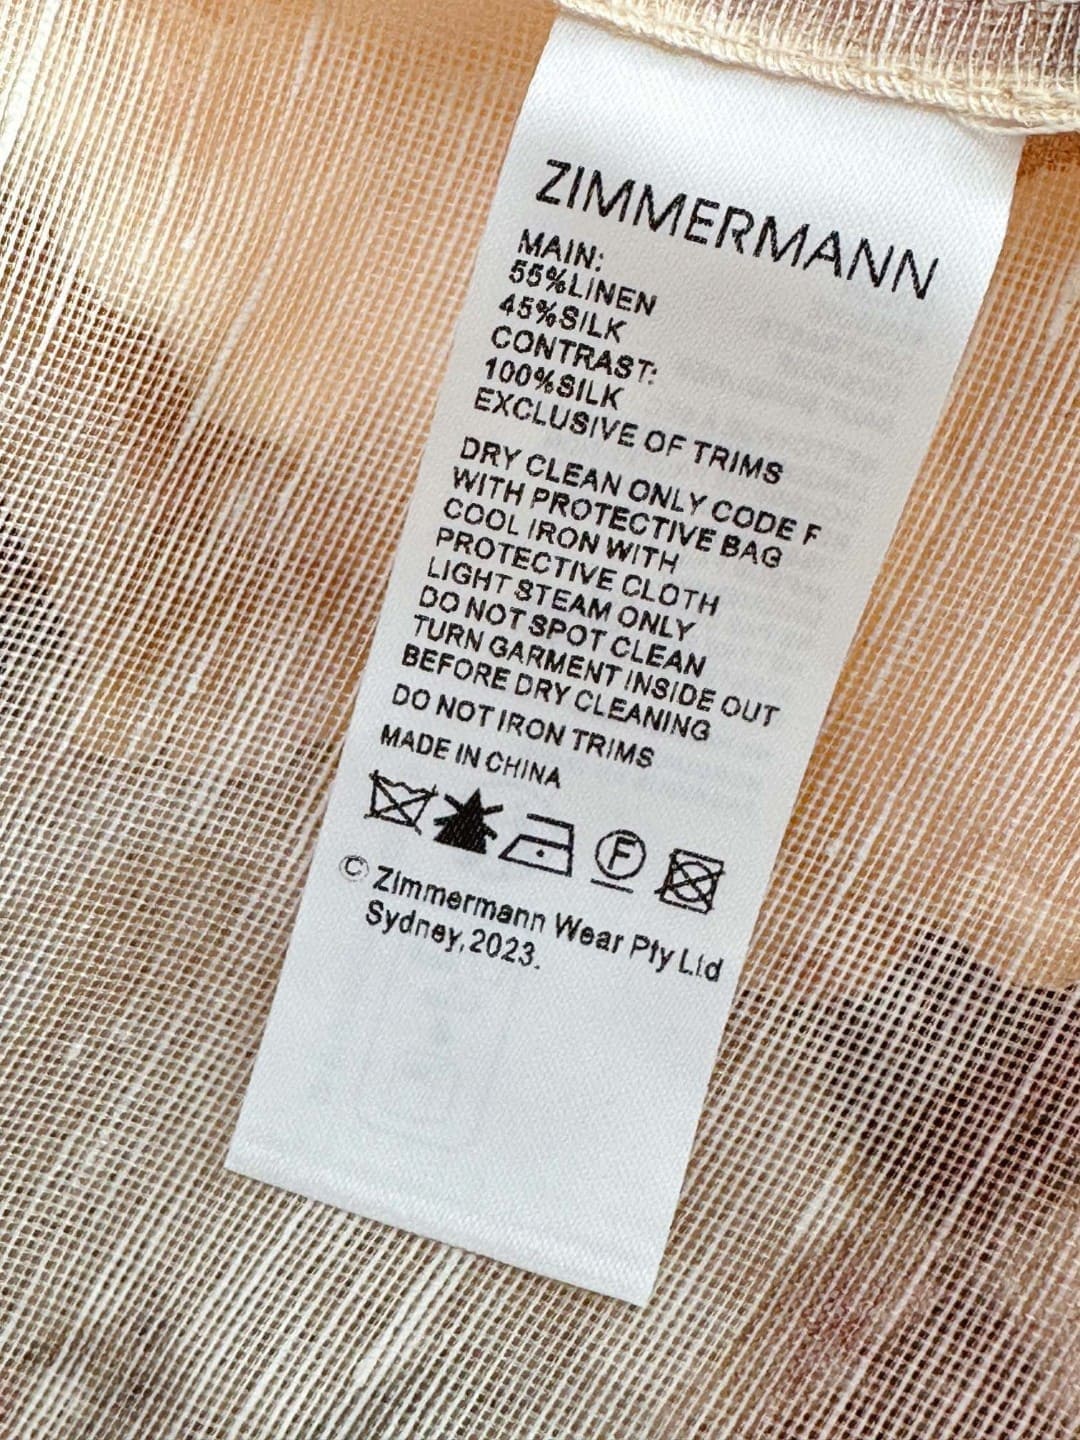 ZIMMERMANN
MAIN:
55%LINEN
45%SILK
CONTRAST:
100%SILK
EXCLUSIVE OF TRIMS
DRY CLEAN ONLY CODE F
WITH PROTECTIVE BAG
COOL IRON WITH
PROTECTIVE CLOTH
LIGHT STEAM ONLY
DO NOT SPOT CLEAN
TURN GARMENT INSIDE OUT
BEFORE DRY CLEANING
DO NOT IRON TRIMS
MADE IN CHINA
F
© Zimmermann Wear Pty Ltd
Sydney,2023.